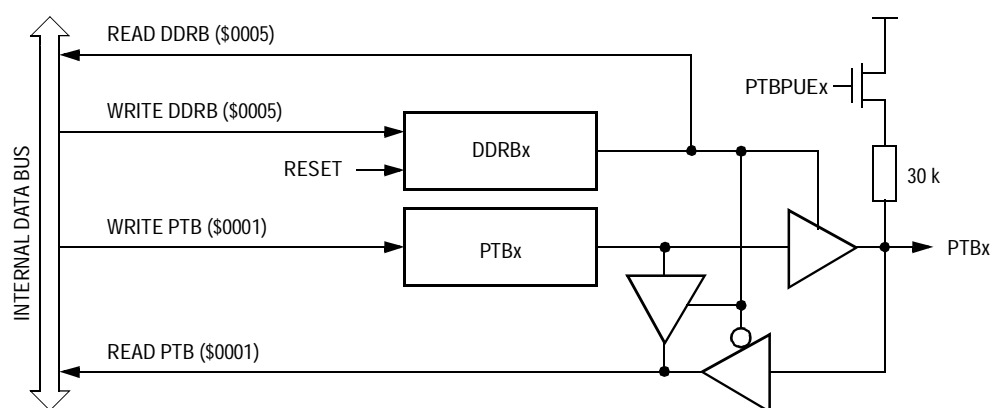 READ DDRB ($0005)
PTBPUEx
WRITE DDRB ($0005)
DDRBx
RESET
30 k
WRITE PTB ($0001)
PTBx
PTBx
INTERNAL DATA BUS
READ PTB ($0001)